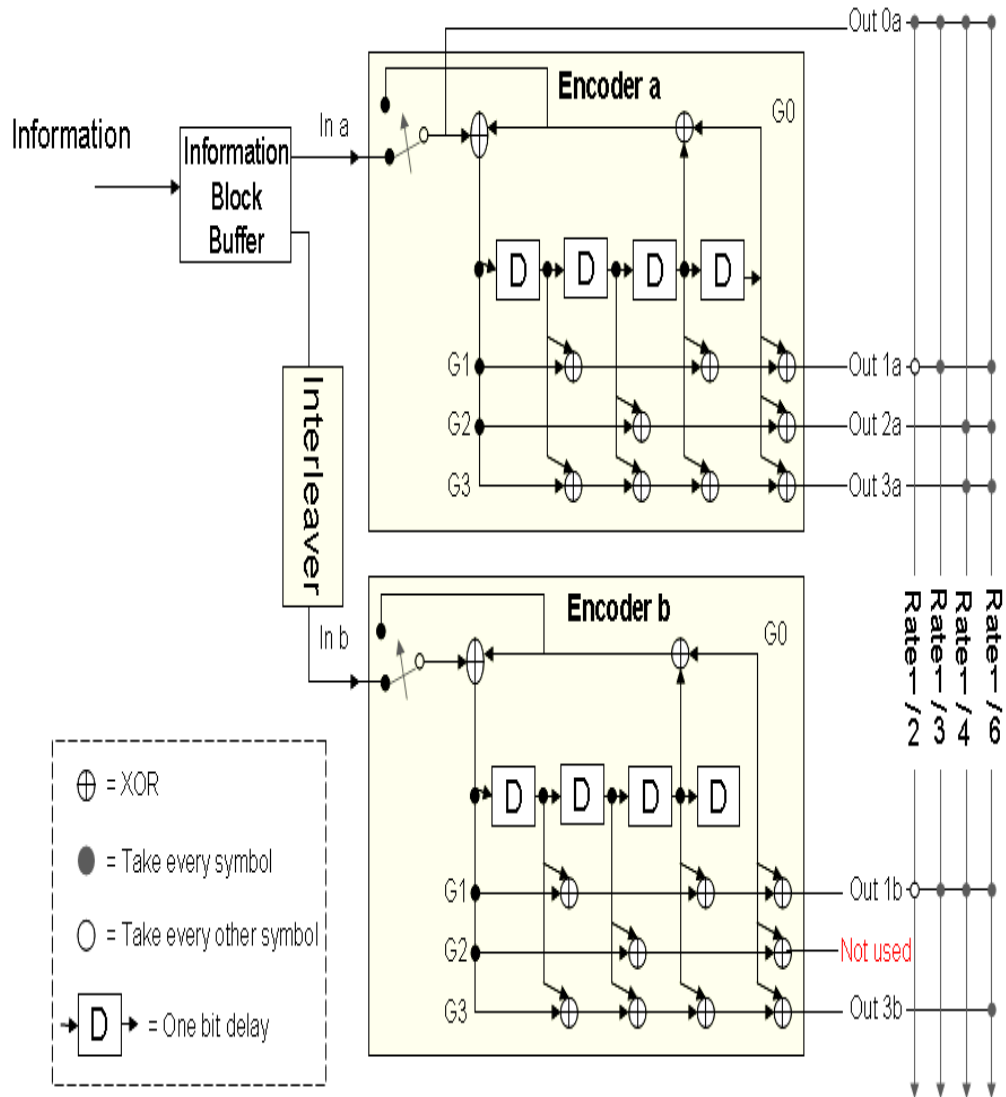 Out 0a
Encoder a
G0
Information
In a
Information
Block
Buffer
D
D
D
D
G1
Out 1a
G2
Out 2a
G3
Out 3a
Interleaver
Encoder b
G0
In b
Rate 1/2
Rate 1/3
Rate 1/4
Rate 1/6
D
D
D
D
= XOR
= Take every symbol
G1
Out 1b
= Take every other symbol
G2
Not used
G3
Out 3b
D
= One bit delay